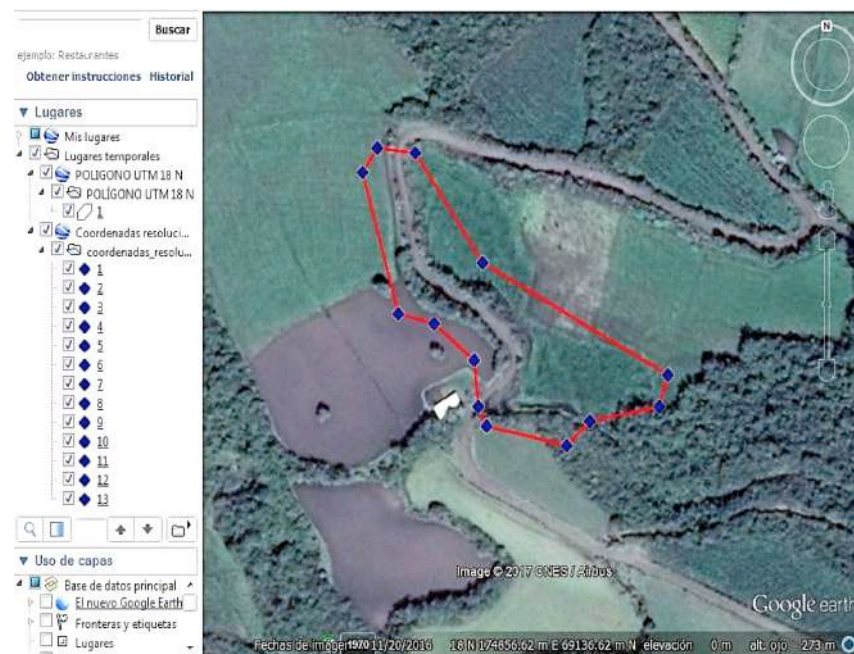 Buscar
ejemplo: Restaurantes
Obtener instrucciones Historial
▼ Lugares
Mis lugares
Lugares temporales
POLIGONO UTM 18 N
POLÍGONO UTM 18 N
1
Coordenadas resoluci...
coordenadas_resolu...
1
2
3
4
5
6
7
8
9
10
11
12
13
▼ Uso de capas
Base de datos principal
El nuevo Google Earth
Fronteras y etiquetas
Lugares
N
Image © 2017 CNES / Airbus
Google earth
Fechas de imágenes 11/20/2016 18 N 174856.62 m E 69136.62 m N elevación 0 m alt. ojo 273 m
1970